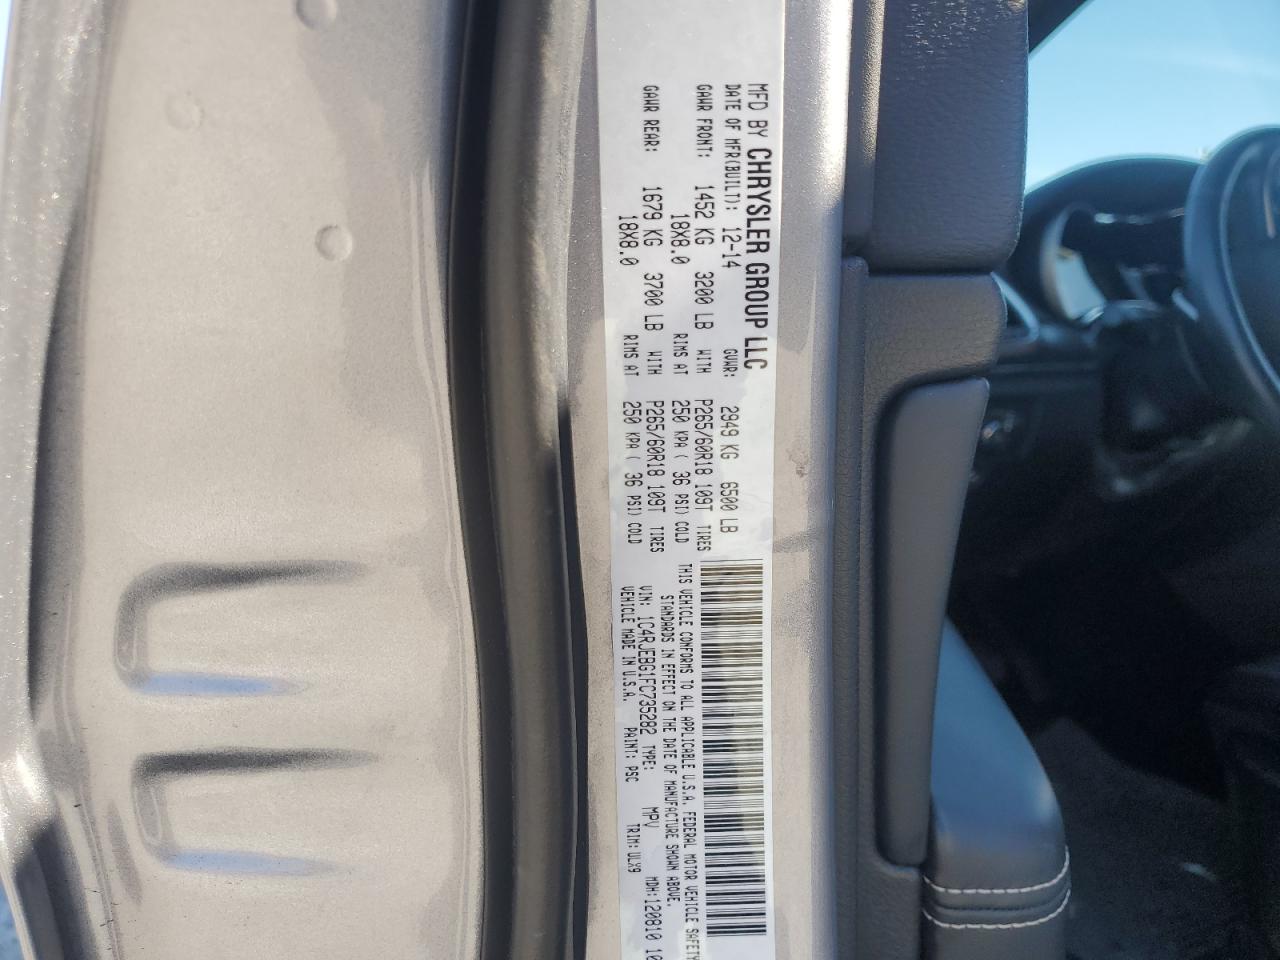 MFD BY CHRYSLER GROUP LLC
DATE OF MFR(BUILT): 12-14 GVWR: 2949 KG 6500 LB
GAWR FRONT: 1452 KG 3200 LB WITH P265/60R18 109T TIRES
18X8.0 RIMS AT 250 KPA( 36 PSI) COLD
GAWR REAR: 1679 KG 3700 LB WITH P265/60R18 109T TIRES
18X8.0 RIMS AT 250 KPA( 36 PSI) COLD
THIS VEHICLE CONFORMS TO ALL APPLICABLE U.S.A. FEDERAL MOTOR VEHICLE SAFETY
STANDARDS IN EFFECT ON THE DATE OF MANUFACTURE SHOWN ABOVE.
VIN: 1C4RJEBG1FC735282 TYPE: MPV MDH:120810 10
VEHICLE MADE IN U.S.A. PAINT: PSC TRIM:ULX9